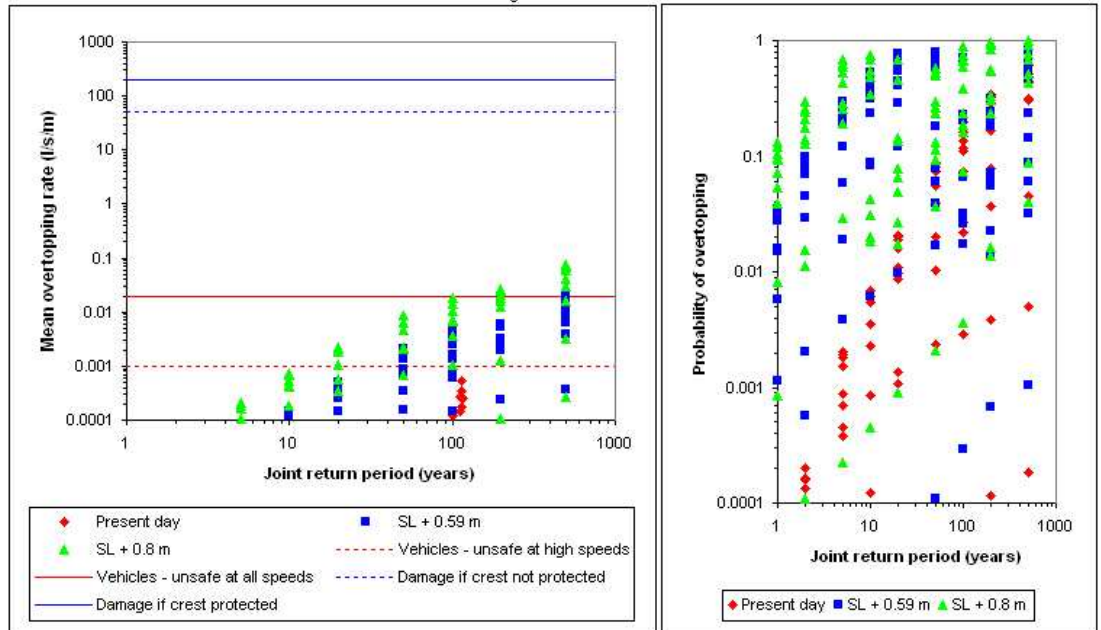 1000
100
10
1
0.1
0.01
0.001
0.0001
Mean overtopping rate (l/s/m)
1 10 100 1000
Joint return period (years)
Present day
SL + 0.59 m
SL + 0.8 m
Vehicles - unsafe at high speeds
Vehicles - unsafe at all speeds
Damage if crest not protected
Damage if crest protected
1
0.1
0.01
0.001
0.0001
Probability of overtopping
1 10 100 1000
Joint return period (years)
Present day SL + 0.59 m SL + 0.8 m